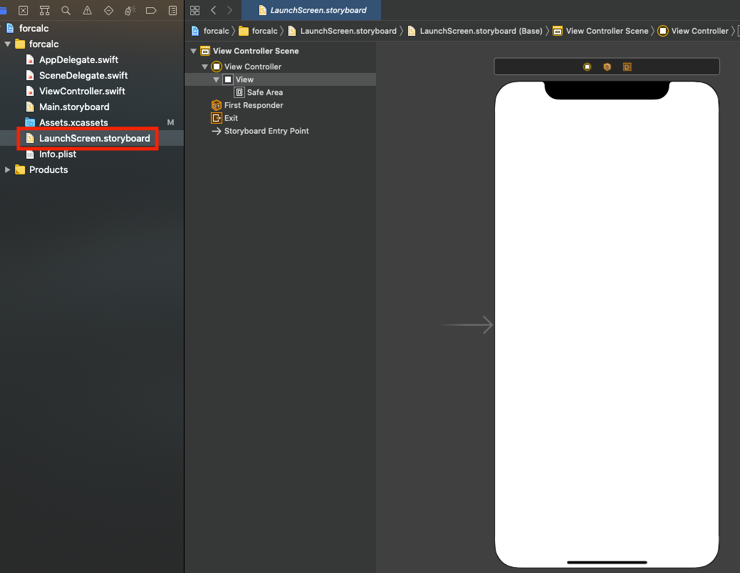 LaunchScreen.storyboard
forcalc
forcalc
AppDelegate.swift
SceneDelegate.swift
ViewController.swift
Main.storyboard
Assets.xcassets M
LaunchScreen.storyboard
Info.plist
Products
forcalc forcalc LaunchScreen.storyboard LaunchScreen.storyboard (Base) View Controller Scene View Controller
View Controller Scene
View Controller
View
Safe Area
First Responder
Exit
Storyboard Entry Point